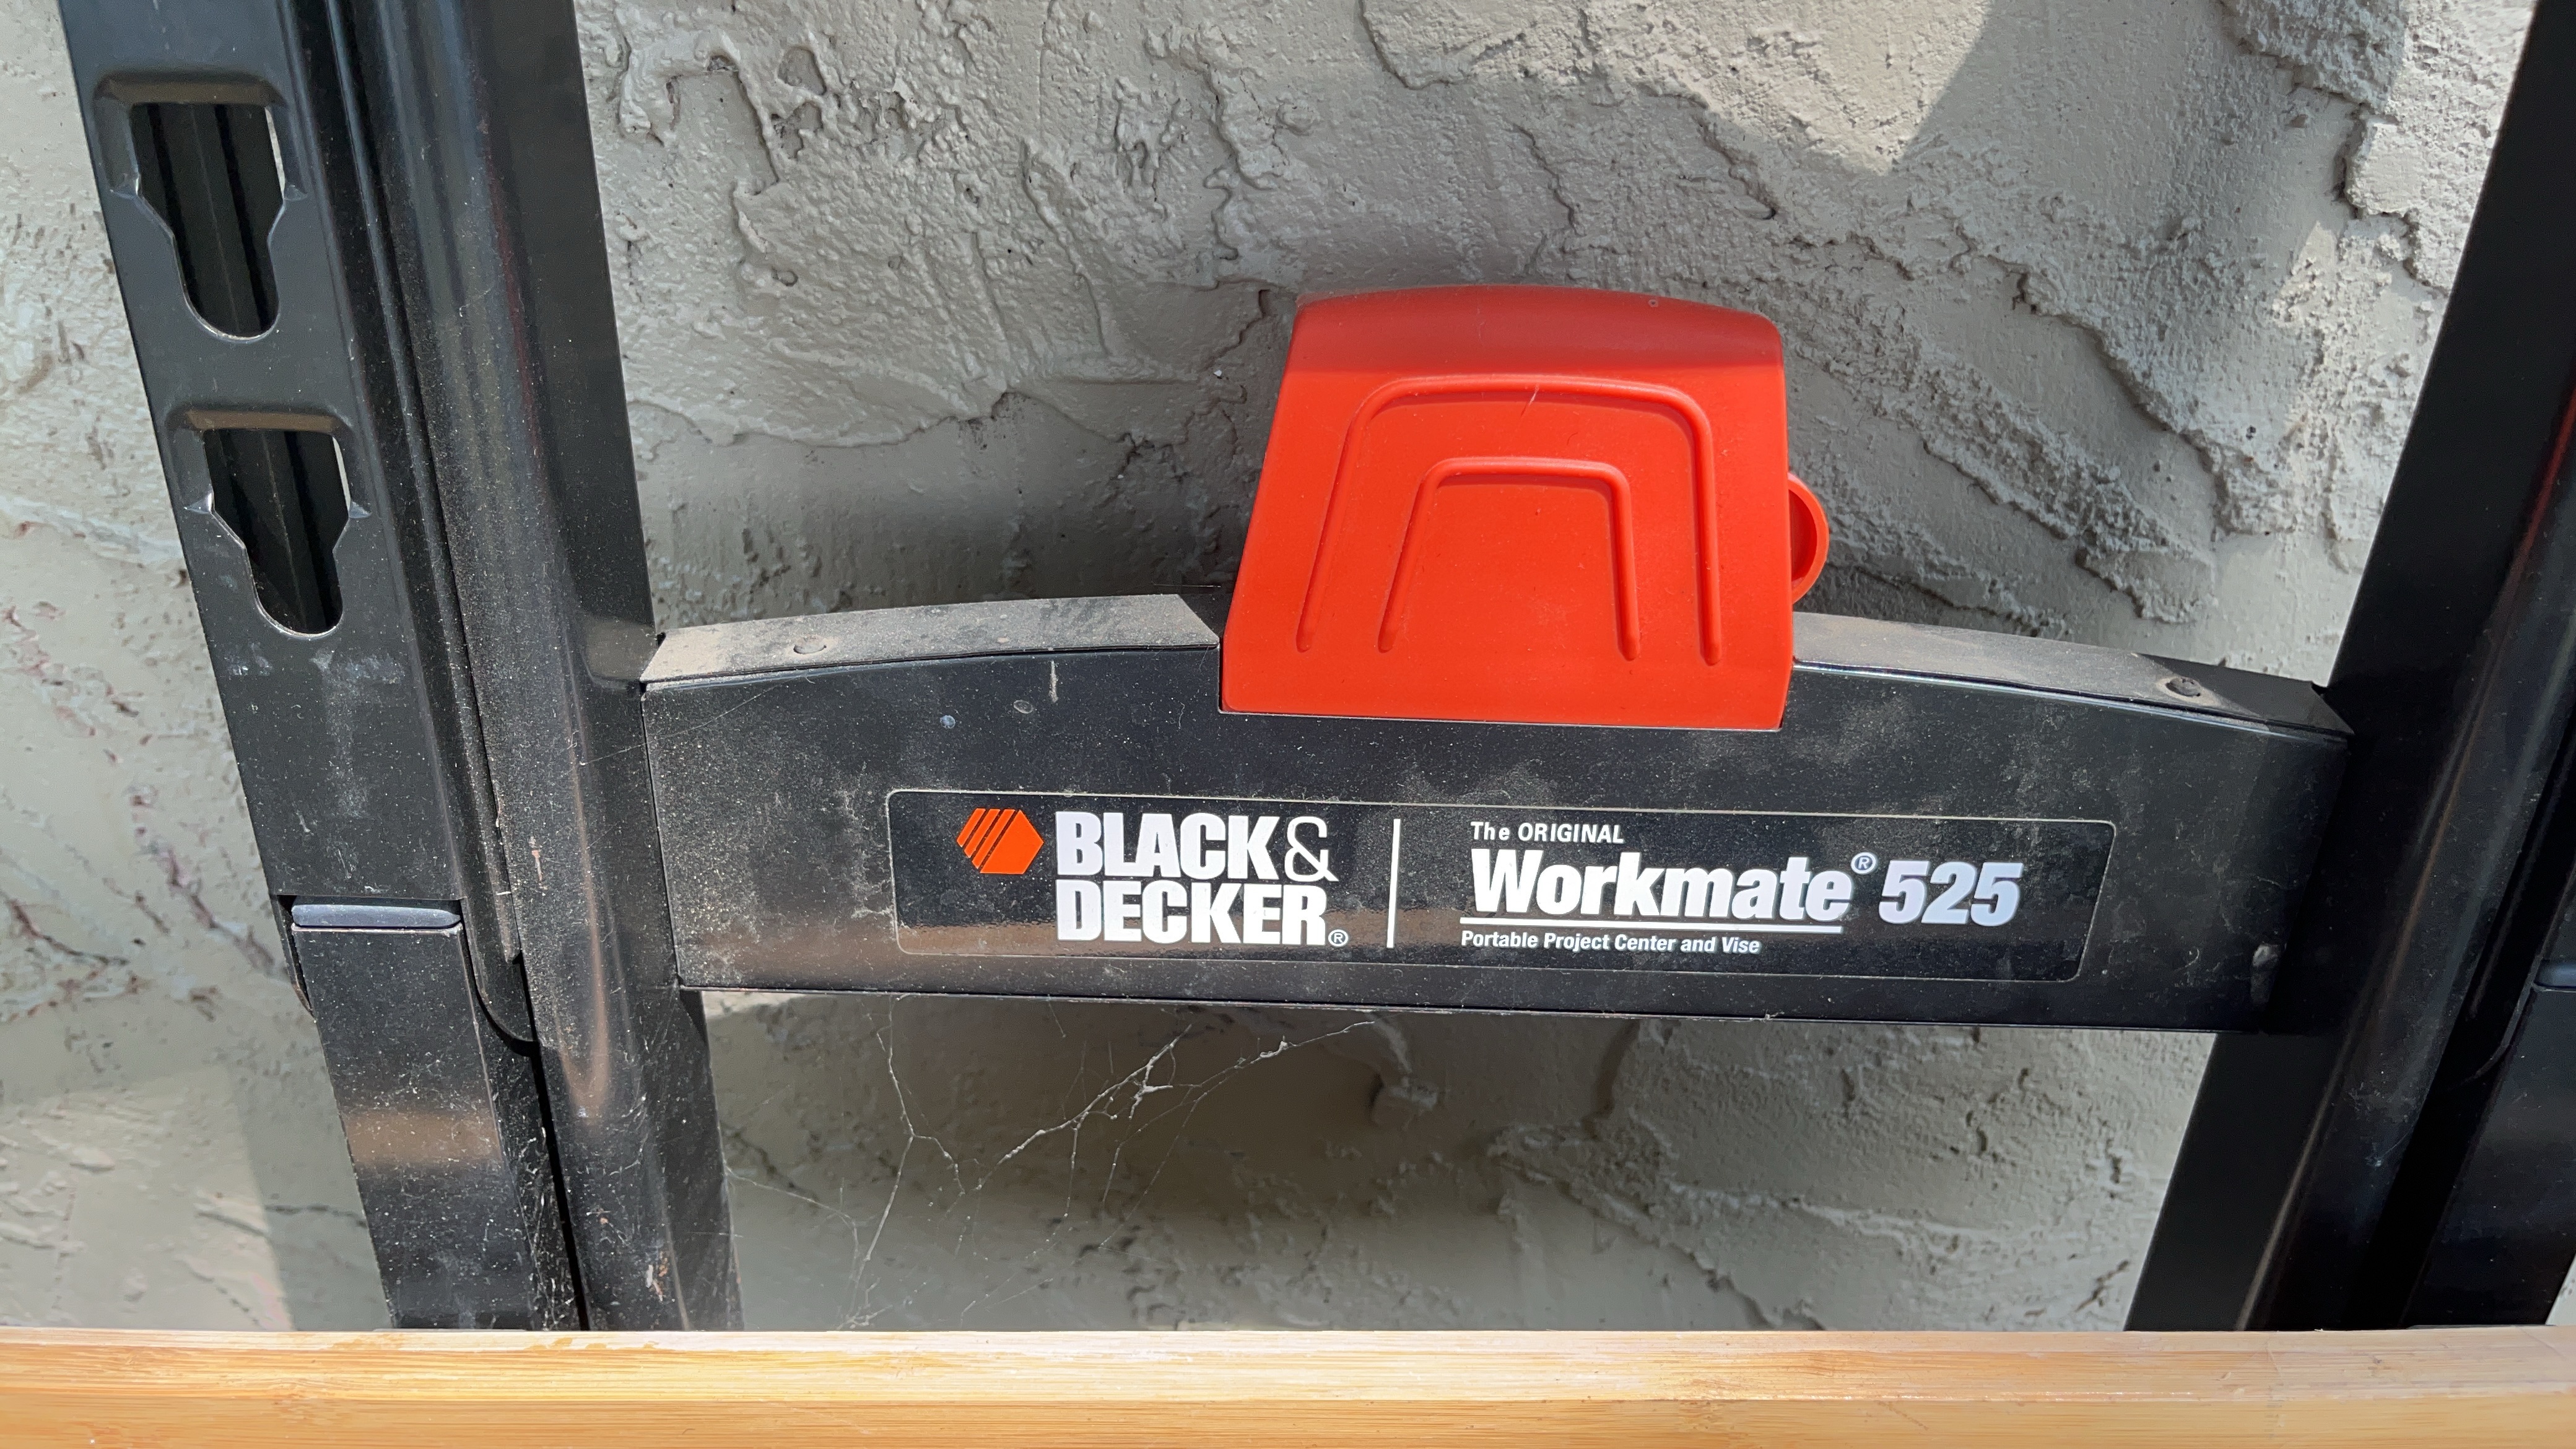 BLACK&
DECKER®
The ORIGINAL
Workmate® 525
Portable Project Center and Vise